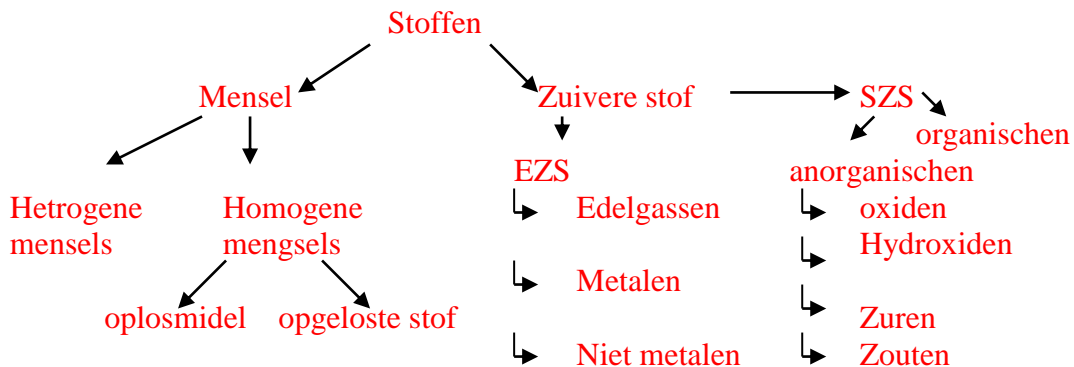 Stoffen
Mensel
Zuivere stof
SZS
organischen
EZS
anorganischen
Hetrogene
mensels
Homogene
mengsels
Edelgassen
oxiden
Hydroxiden
Metalen
oplosmidel
opgeloste stof
Zuren
Niet metalen
Zouten